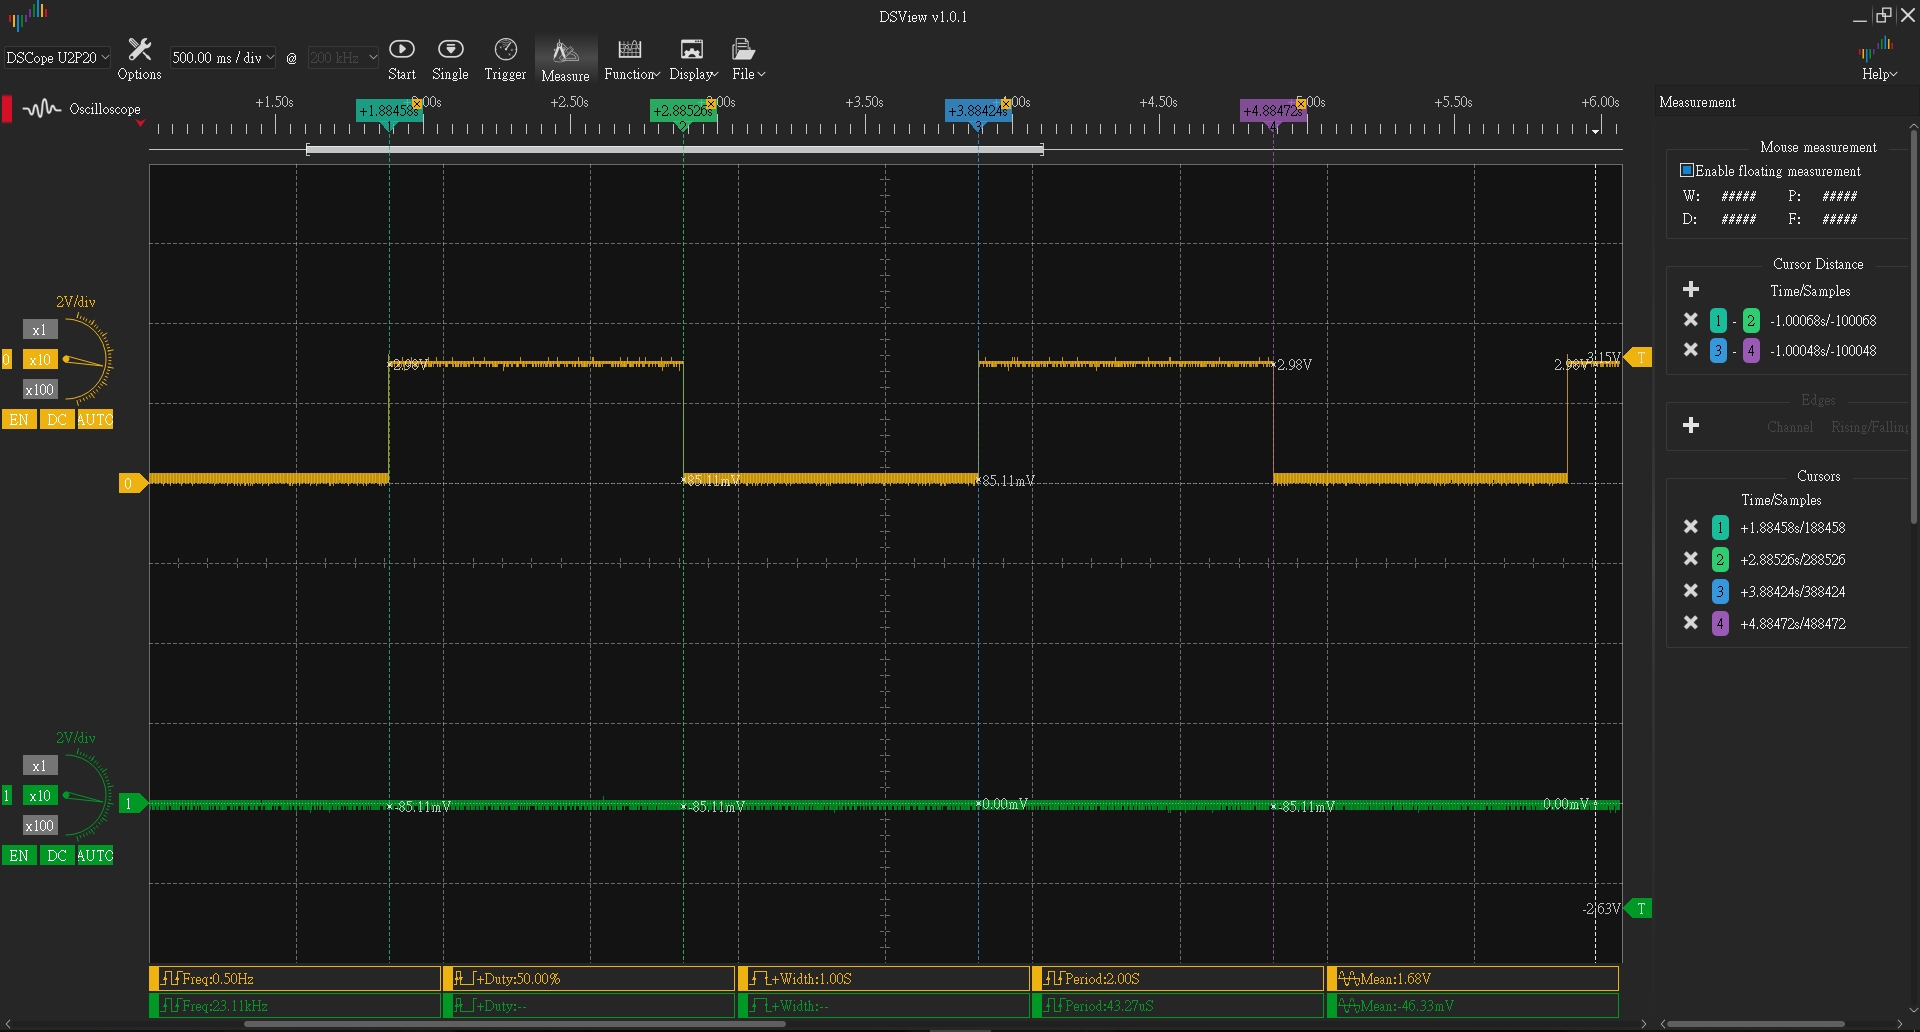 DSView v1.0.1
DSCope U2P20
Options
500.00 ms / div
@
200 kHz
Start
Single
Trigger
Measure
Function
Display
File
Help
Oscilloscope
+1.50s
+1.88458s
+2.50s
+2.88526s
+3.50s
+3.88424s
+4.50s
+4.88472s
+5.50s
+6.00s
1
2
3
4
Measurement
Mouse measurement
Enable floating measurement
W: ##### P: #####
D: ##### F: #####
Cursor Distance
Time/Samples
1 - 2 -1.00068s/-100068
3 - 4 -1.00048s/-100048
Edges
Channel Rising/Falling
Cursors
Time/Samples
1 +1.88458s/188458
2 +2.88526s/288526
3 +3.88424s/388424
4 +4.88472s/488472
2V/div
x1
0 x10
x100
EN DC AUTO
0
2.98V
85.11mV
85.11mV
2.98V
2.98V
3.15V
T
2V/div
x1
1 x10
x100
EN DC AUTO
1
-85.11mV
-85.11mV
0.00mV
-85.11mV
0.00mV
-2.63V
T
Freq:0.50Hz
+Duty:50.00%
+Width:1.00S
Period:2.00S
Mean:1.68V
Freq:23.11kHz
+Duty:--
+Width:--
Period:43.27uS
Mean:-46.33mV